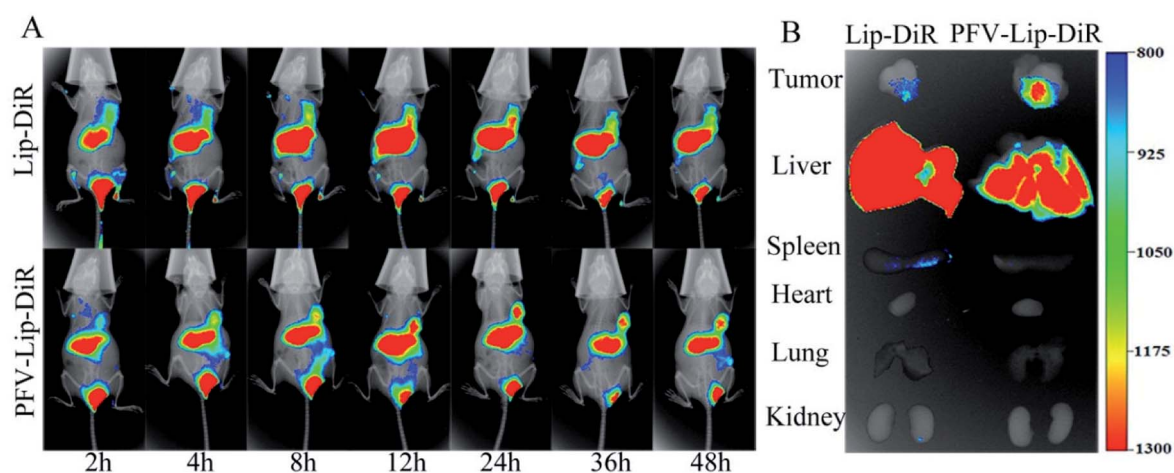 A
Lip-DiR
PFV-Lip-DiR
2h 4h 8h 12h 24h 36h 48h
B
Lip-DiR PFV-Lip-DiR
Tumor
Liver
Spleen
Heart
Lung
Kidney
800
925
1050
1175
1300